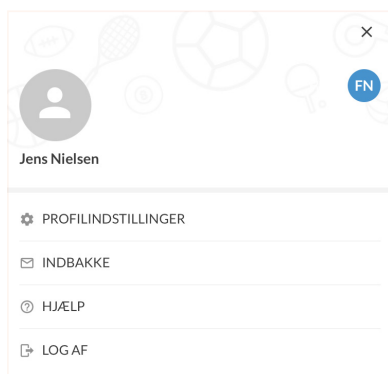 FN
Jens Nielsen
PROFILINDSTILLINGER
INDBAKKE
HJÆLP
LOG AF